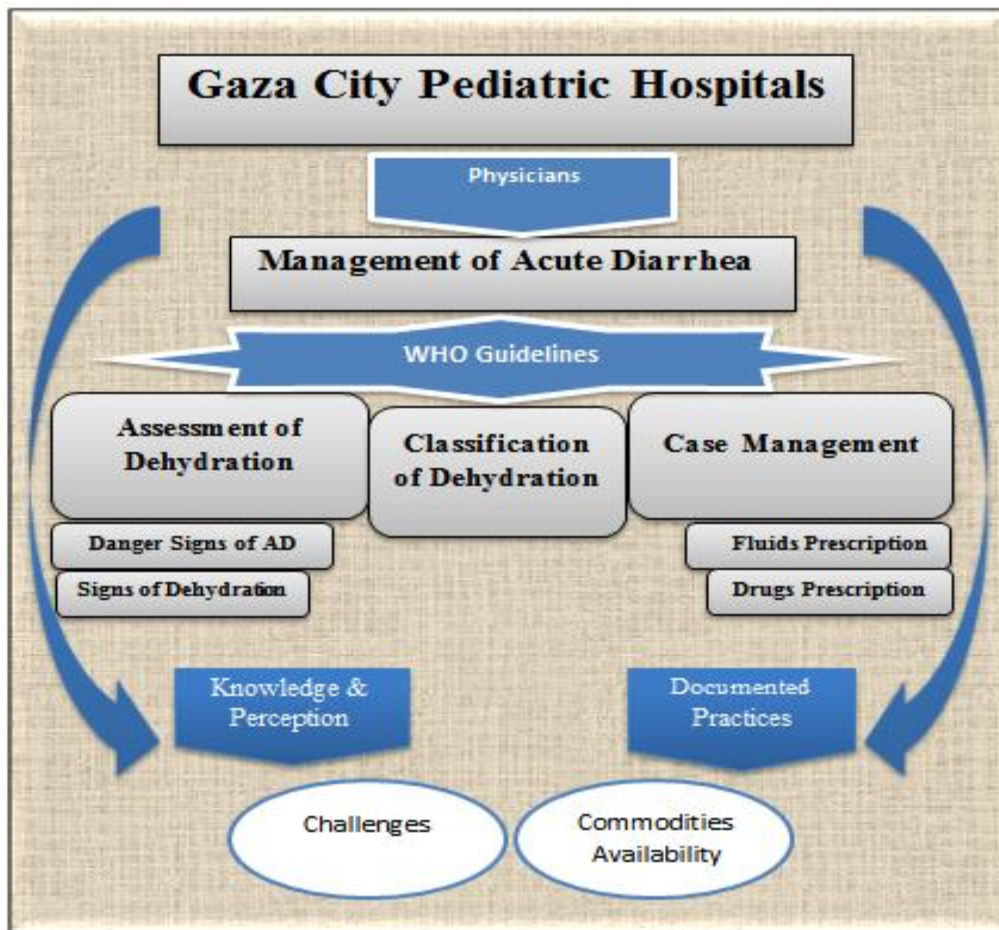 Gaza City Pediatric Hospitals
Physicians
Management of Acute Diarrhea
WHO Guidelines
Assessment of
Dehydration
Classification
of Dehydration
Case Management
Danger Signs of AD
Signs of Dehydration
Fluids Prescription
Drugs Prescription
Knowledge &
Perception
Documented
Practices
Challenges
Commodities
Availability